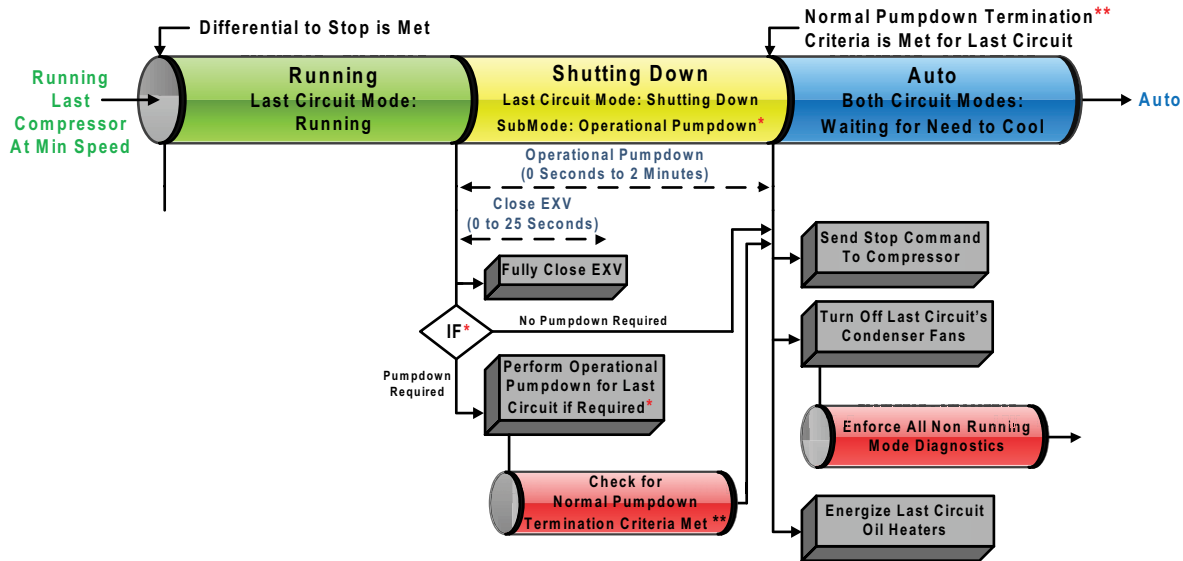 Differential to Stop is Met
Normal Pumpdown Termination**
Criteria is Met for Last Circuit
Running
Last
Compressor
At Min Speed
Running
Last Circuit Mode:
Running
Shutting Down
Last Circuit Mode: Shutting Down
SubMode: Operational Pumpdown*
Auto
Both Circuit Modes:
Waiting for Need to Cool
Auto
Operational Pumpdown
(0 Seconds to 2 Minutes)
Close EXV
(0 to 25 Seconds)
Fully Close EXV
IF*
No Pumpdown Required
Pumpdown
Required
Perform Operational
Pumpdown for Last
Circuit if Required*
Check for
Normal Pumpdown
Termination Criteria Met **
Send Stop Command
To Compressor
Turn Off Last Circuit's
Condenser Fans
Enforce All Non Running
Mode Diagnostics
Energize Last Circuit
Oil Heaters